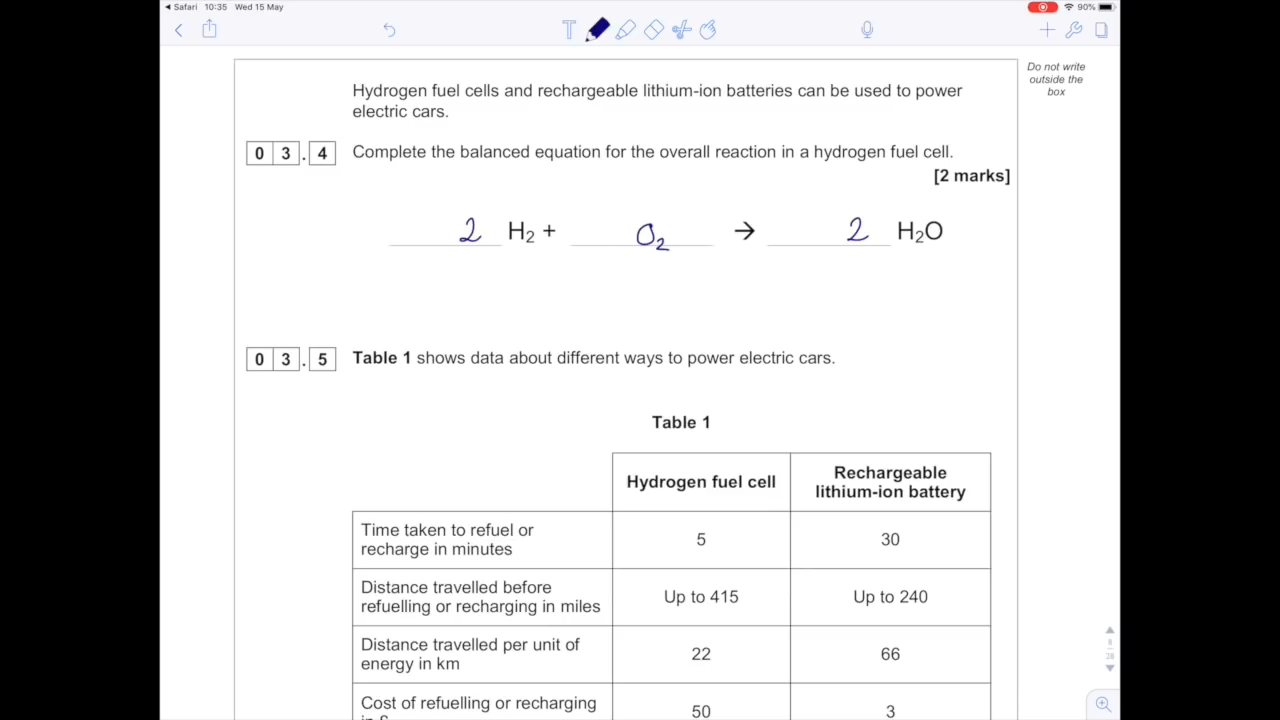 Safari 10:35 Wed 15 May 90%
Do not write
outside the
box
Hydrogen fuel cells and rechargeable lithium-ion batteries can be used to power
electric cars.
0 3 . 4 Complete the balanced equation for the overall reaction in a hydrogen fuel cell.
[2 marks]
2 H₂ + O₂ → 2 H₂O
0 3 . 5 Table 1 shows data about different ways to power electric cars.
Table 1
Hydrogen fuel cell
Rechargeable
lithium-ion battery
Time taken to refuel or
recharge in minutes
5
30
Distance travelled before
refuelling or recharging in miles
Up to 415
Up to 240
Distance travelled per unit of
energy in km
22
66
Cost of refuelling or recharging
in £
50
3
8
28